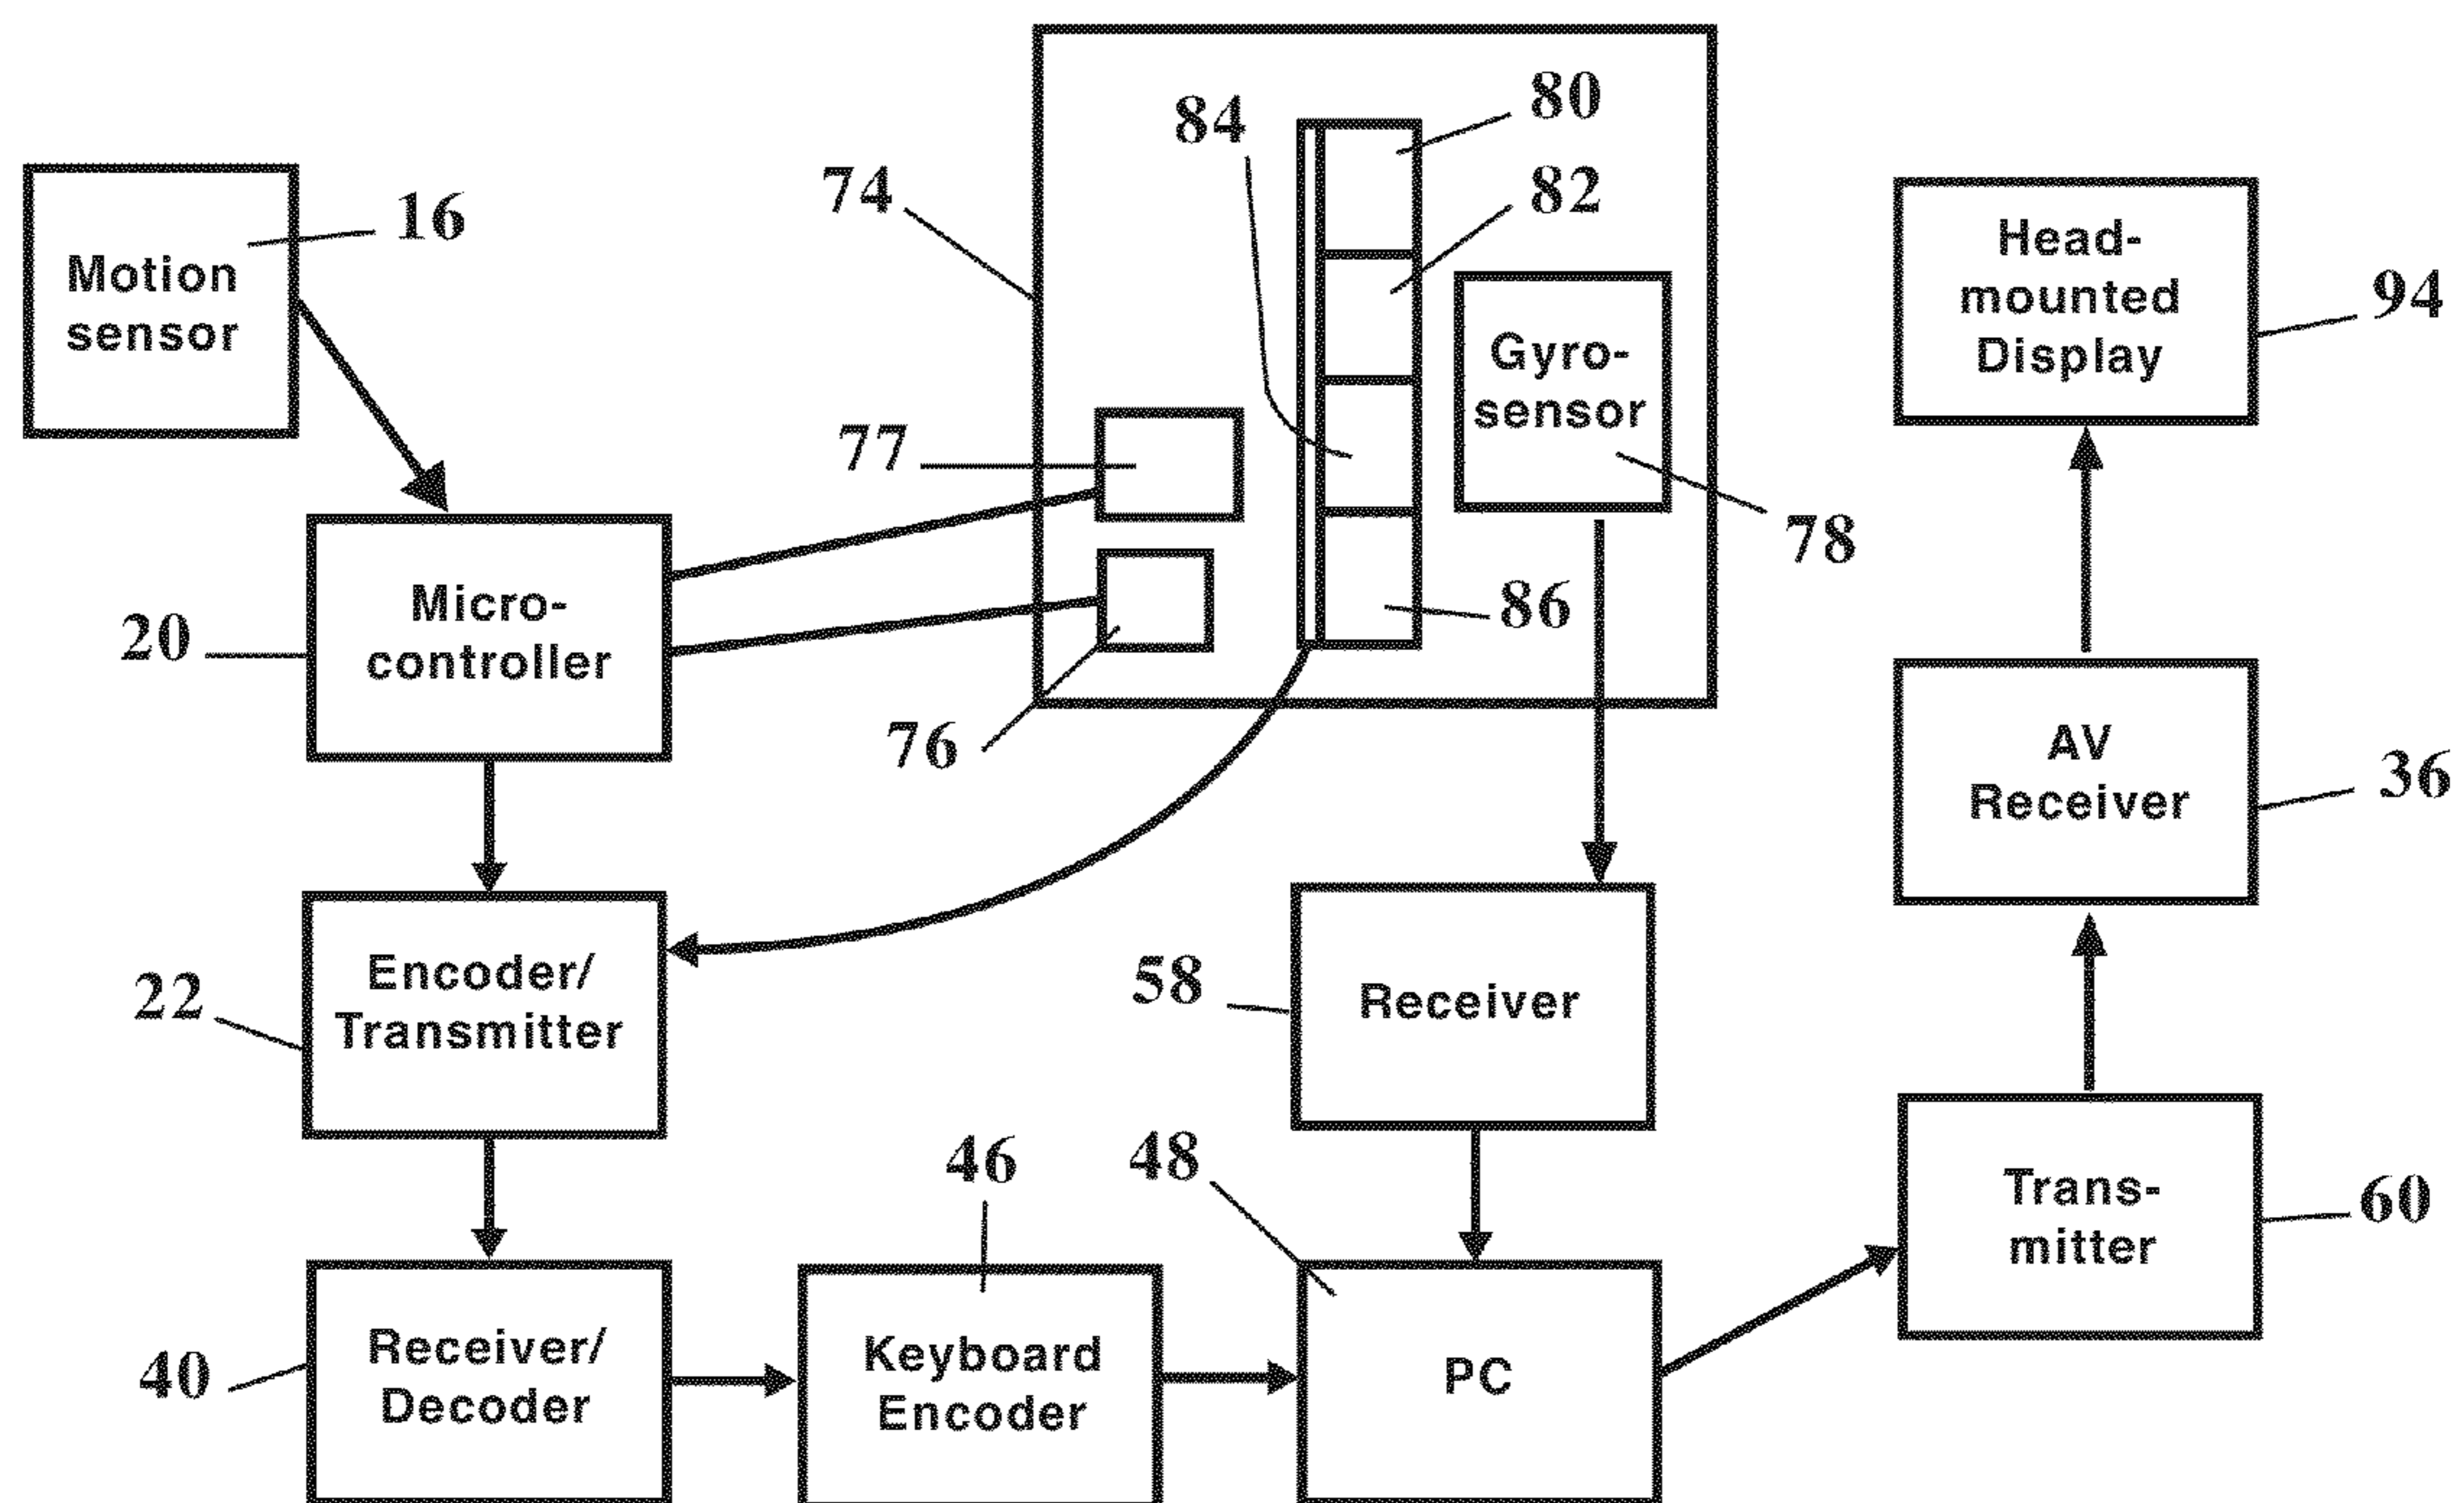 80
84
82
74
16
Motion
sensor
Head-
mounted
Display
94
Gyro-
sensor
77
78
Micro-
controller
20
86
76
AV
Receiver
36
Encoder/
Transmitter
22
58
Receiver
46
48
Trans-
mitter
60
Receiver/
Decoder
40
Keyboard
Encoder
PC